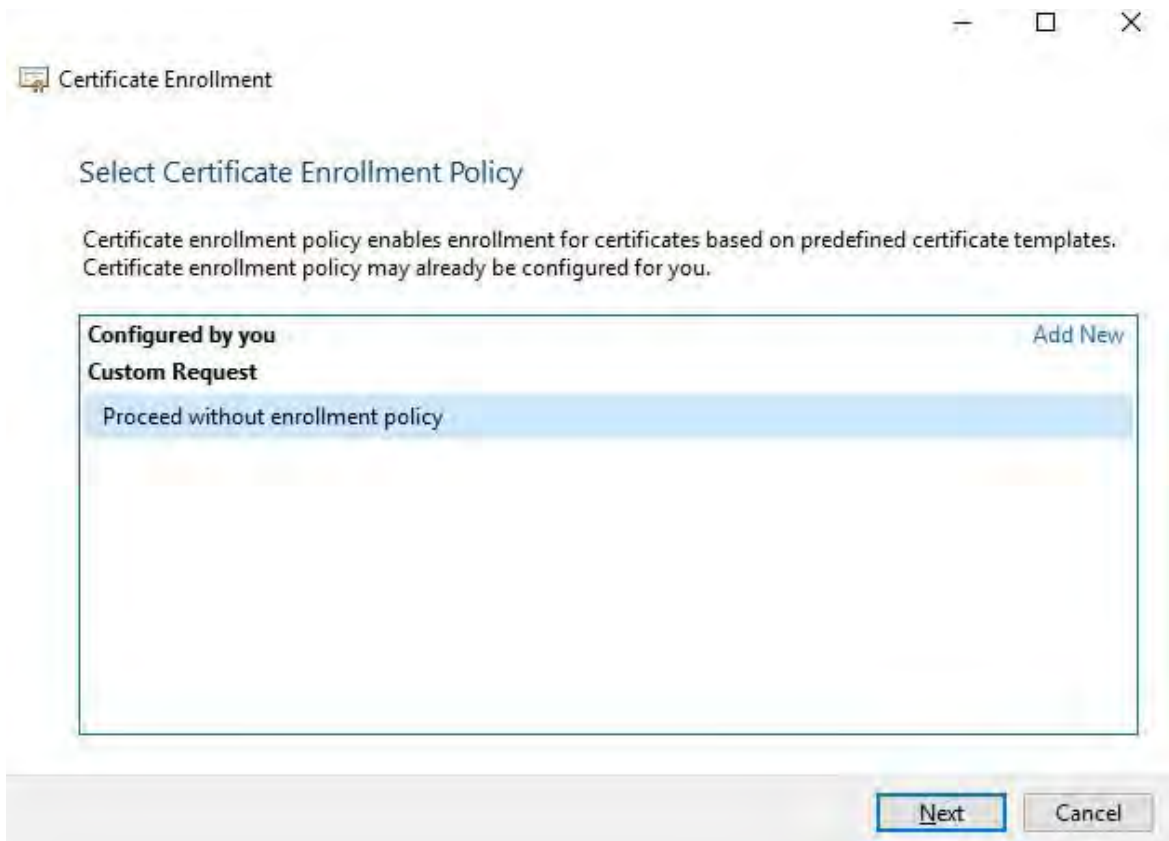 Certificate Enrollment
Select Certificate Enrollment Policy
Certificate enrollment policy enables enrollment for certificates based on predefined certificate templates.
Certificate enrollment policy may already be configured for you.
Configured by you Add New
Custom Request
Proceed without enrollment policy
Next Cancel